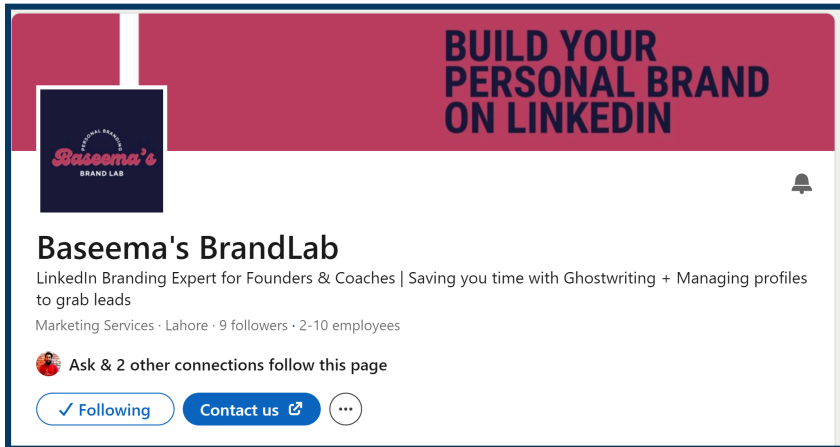 BUILD YOUR
PERSONAL BRAND
ON LINKEDIN
PERSONAL BRANDING
Baseema's
BRAND LAB
Baseema's BrandLab
LinkedIn Branding Expert for Founders & Coaches | Saving you time with Ghostwriting + Managing profiles
to grab leads
Marketing Services · Lahore · 9 followers · 2-10 employees
Ask & 2 other connections follow this page
✓ Following
Contact us